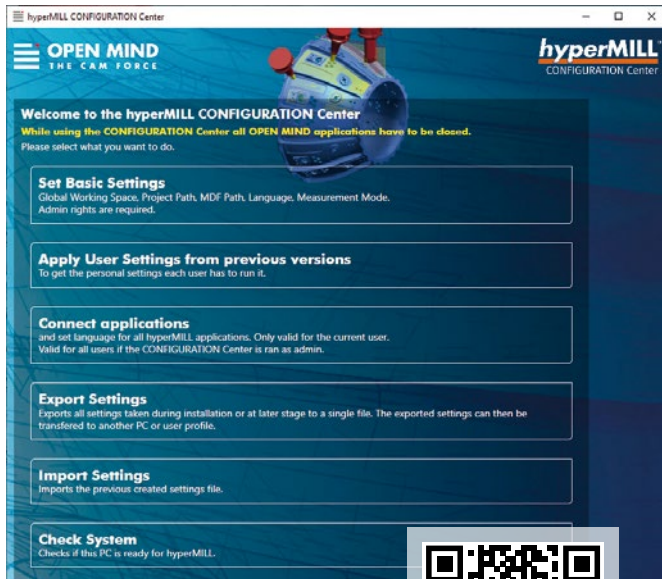 hyperMILL CONFIGURATION Center
OPEN MIND
THE CAM FORCE
hyperMILL
CONFIGURATION Center
Welcome to the hyperMILL CONFIGURATION Center
While using the CONFIGURATION Center all OPEN MIND applications have to be closed.
Please select what you want to do.
Set Basic Settings
Global Working Space, Project Path, MDF Path, Language, Measurement Mode.
Admin rights are required.
Apply User Settings from previous versions
To get the personal settings each user has to run it.
Connect applications
and set language for all hyperMILL applications. Only valid for the current user.
Valid for all users if the CONFIGURATION Center is ran as admin.
Export Settings
Exports all settings taken during installation or at later stage to a single file. The exported settings can then be
transfered to another PC or user profile.
Import Settings
Imports the previous created settings file.
Check System
Checks if this PC is ready for hyperMILL.